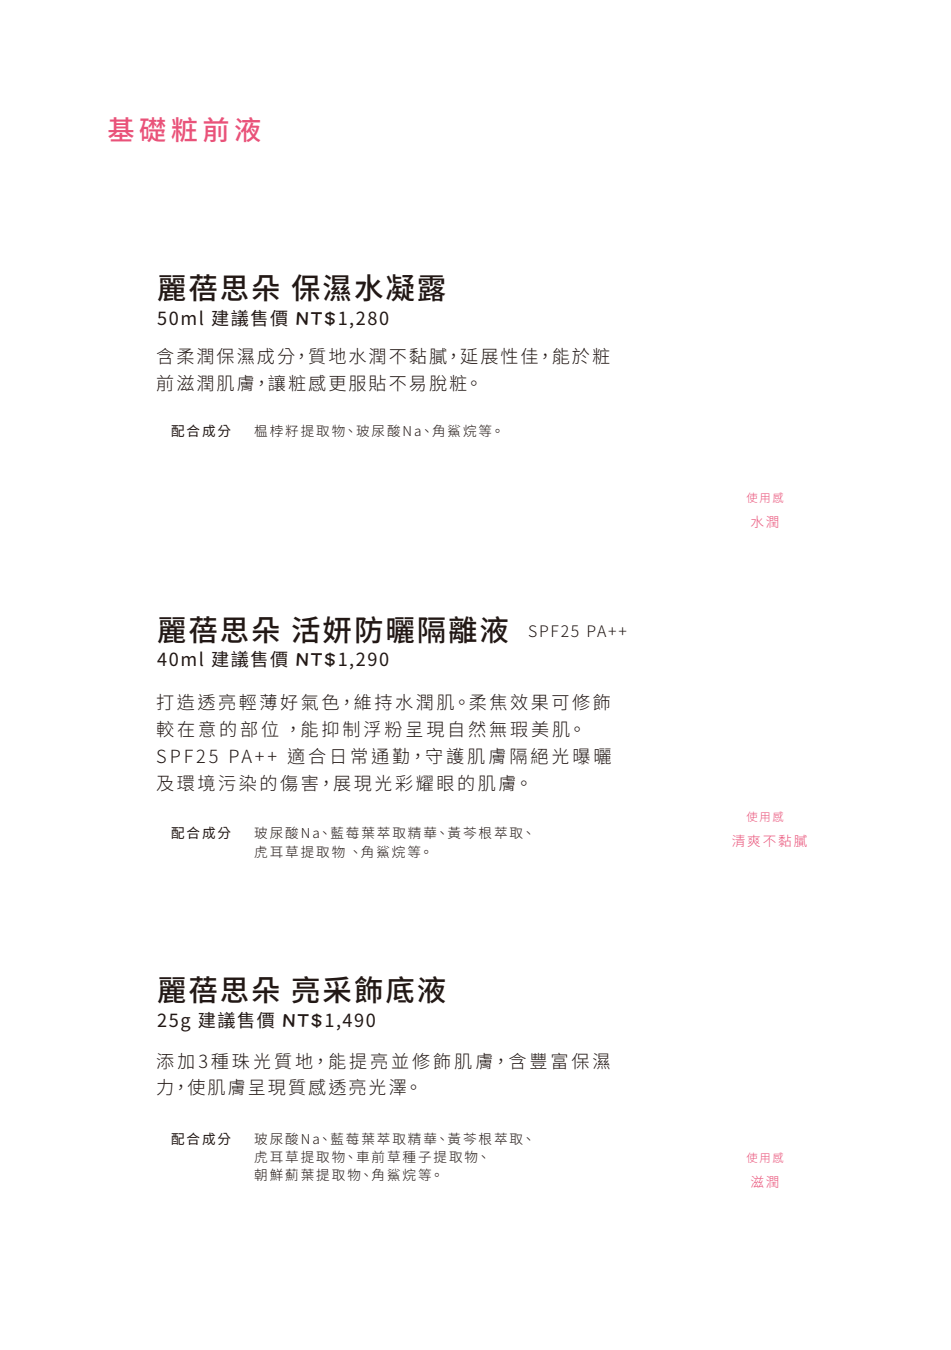 基礎粧前液
麗蓓思朵 保濕水凝露
50ml 建議售價 NT$1,280
含柔潤保濕成分，質地水潤不黏膩，延展性佳，能於粧
前滋潤肌膚，讓粧感更服貼不易脫粧。
配合成分 榲桲籽提取物、玻尿酸Na、角鯊烷等。
使用感
水潤
麗蓓思朵 活妍防曬隔離液 SPF25 PA++
40ml 建議售價 NT$1,290
打造透亮輕薄好氣色，維持水潤肌。柔焦效果可修飾
較在意的部位 ，能抑制浮粉呈現自然無瑕美肌。
SPF25 PA++ 適合日常通勤，守護肌膚隔絕光曝曬
及環境污染的傷害，展現光彩耀眼的肌膚。
配合成分 玻尿酸Na、藍莓葉萃取精華、黃芩根萃取、
虎耳草提取物 、角鯊烷等。
使用感
清爽不黏膩
麗蓓思朵 亮采飾底液
25g 建議售價 NT$1,490
添加3種珠光質地，能提亮並修飾肌膚，含豐富保濕
力，使肌膚呈現質感透亮光澤。
配合成分 玻尿酸Na、藍莓葉萃取精華、黃芩根萃取、
虎耳草提取物、車前草種子提取物、
朝鮮薊葉提取物、角鯊烷等。
使用感
滋潤